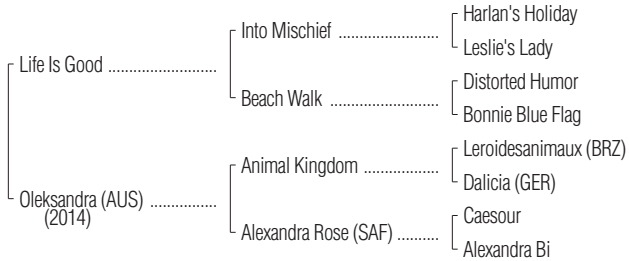 Harlan's Holiday
Into Mischief ....................
Leslie's Lady
Life Is Good .....................
Distorted Humor
Beach Walk .....................
Bonnie Blue Flag
Leroidesanimaux (BRZ)
Animal Kingdom ...............
Dalicia (GER)
Oleksandra (AUS) .............
(2014)
Caesour
Alexandra Rose (SAF) ........
Alexandra Bi